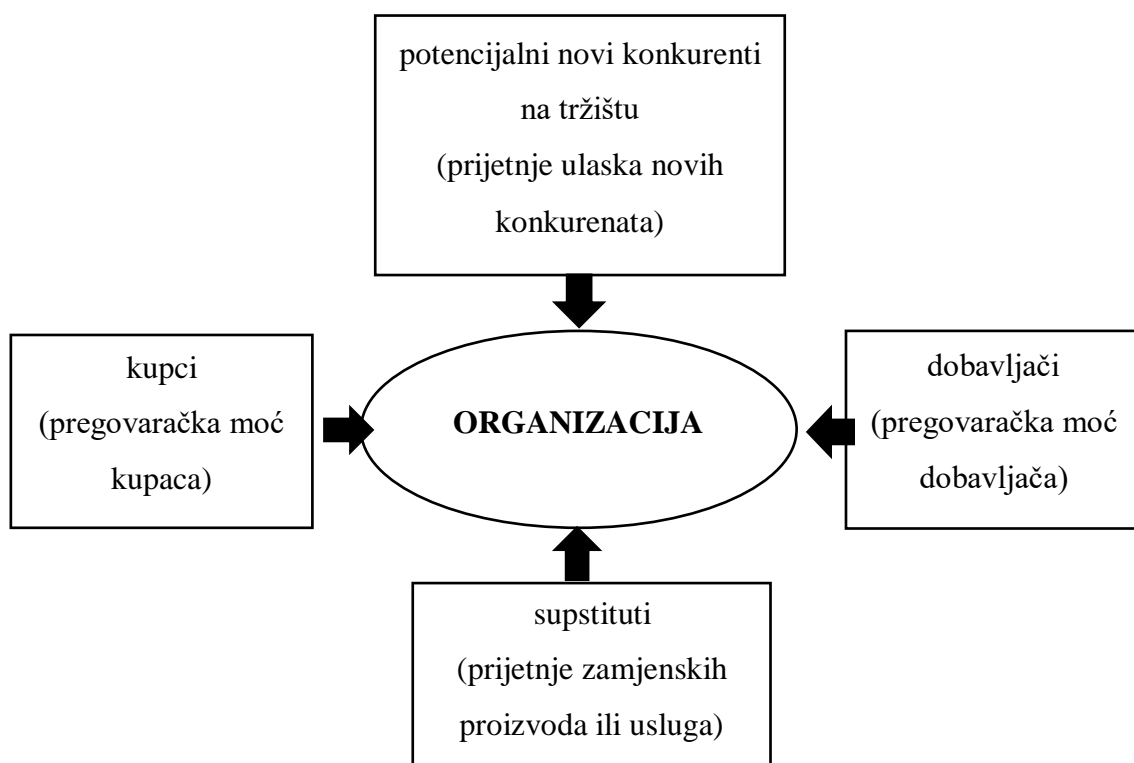 potencijalni novi konkurenti
na tržištu
(prijetnje ulaska novih
konkurenata)
kupci
(pregovaračka moć
kupaca)
ORGANIZACIJA
dobavljači
(pregovaračka moć
dobavljača)
supstituti
(prijetnje zamjenskih
proizvoda ili usluga)